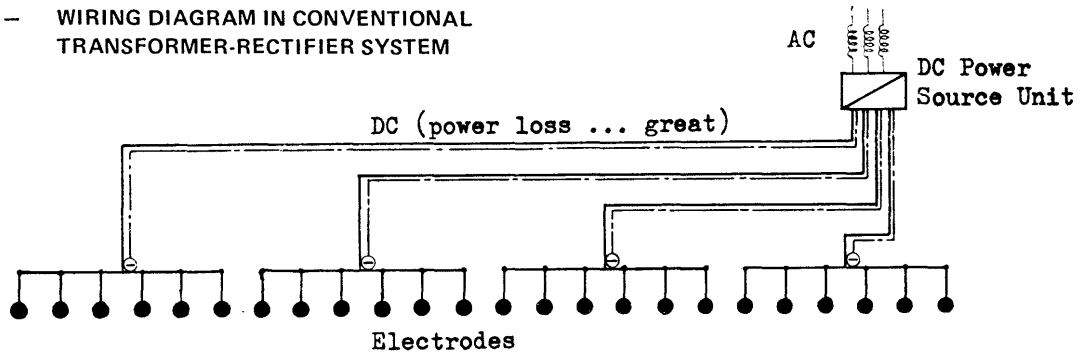 – WIRING DIAGRAM IN CONVENTIONAL
TRANSFORMER-RECTIFIER SYSTEM
AC
DC Power
Source Unit
DC (power loss ... great)
Electrodes